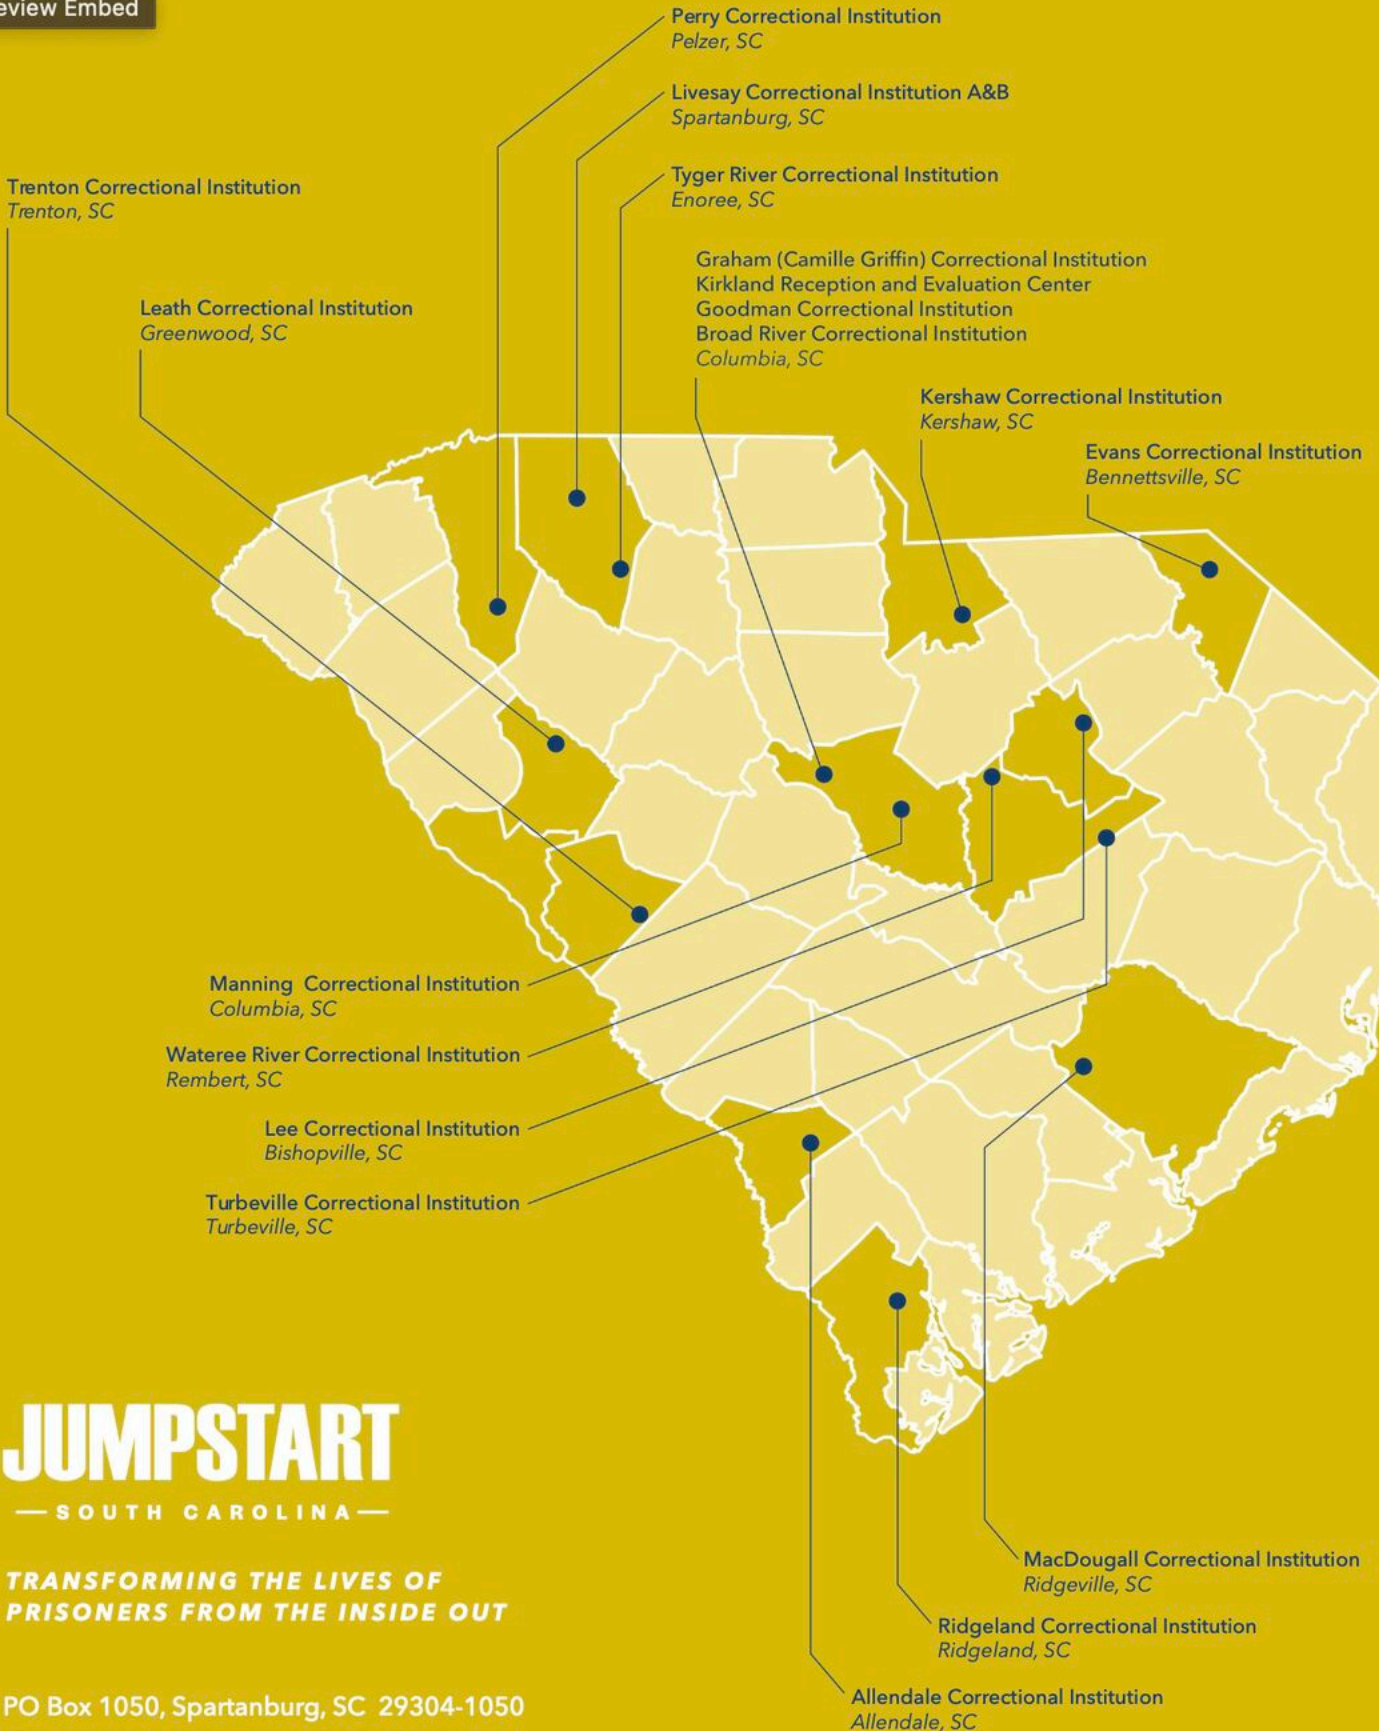 eview Embed
Perry Correctional Institution
Pelzer, SC
Livesay Correctional Institution A&B
Spartanburg, SC
Tyger River Correctional Institution
Enoree, SC
Trenton Correctional Institution
Trenton, SC
Graham (Camille Griffin) Correctional Institution
Kirkland Reception and Evaluation Center
Goodman Correctional Institution
Broad River Correctional Institution
Columbia, SC
Leath Correctional Institution
Greenwood, SC
Kershaw Correctional Institution
Kershaw, SC
Evans Correctional Institution
Bennettsville, SC
Manning Correctional Institution
Columbia, SC
Wateree River Correctional Institution
Rembert, SC
Lee Correctional Institution
Bishopville, SC
Turbeville Correctional Institution
Turbeville, SC
JUMPSTART
SOUTH CAROLINA
TRANSFORMING THE LIVES OF
PRISONERS FROM THE INSIDE OUT
MacDougall Correctional Institution
Ridgeville, SC
Ridgeland Correctional Institution
Ridgeland, SC
Allendale Correctional Institution
Allendale, SC
PO Box 1050, Spartanburg, SC 29304-1050